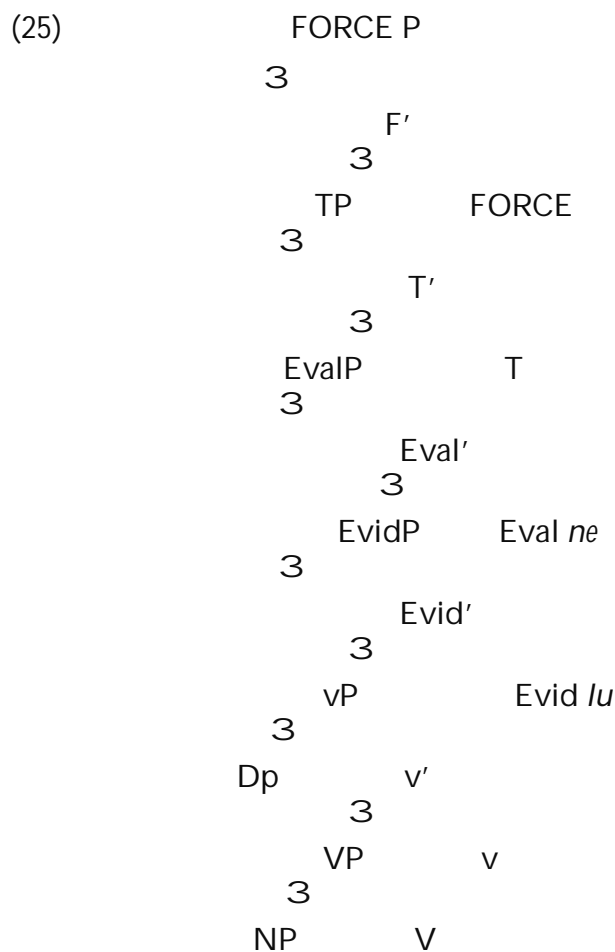 (25) FORCE P
3
F′
3
TP FORCE
3
T′
3
EvalP T
3
Eval′
3
EvidP Eval ne
3
Evid′
3
vP Evid lu
3
Dp v′
3
VP v
3
NP V